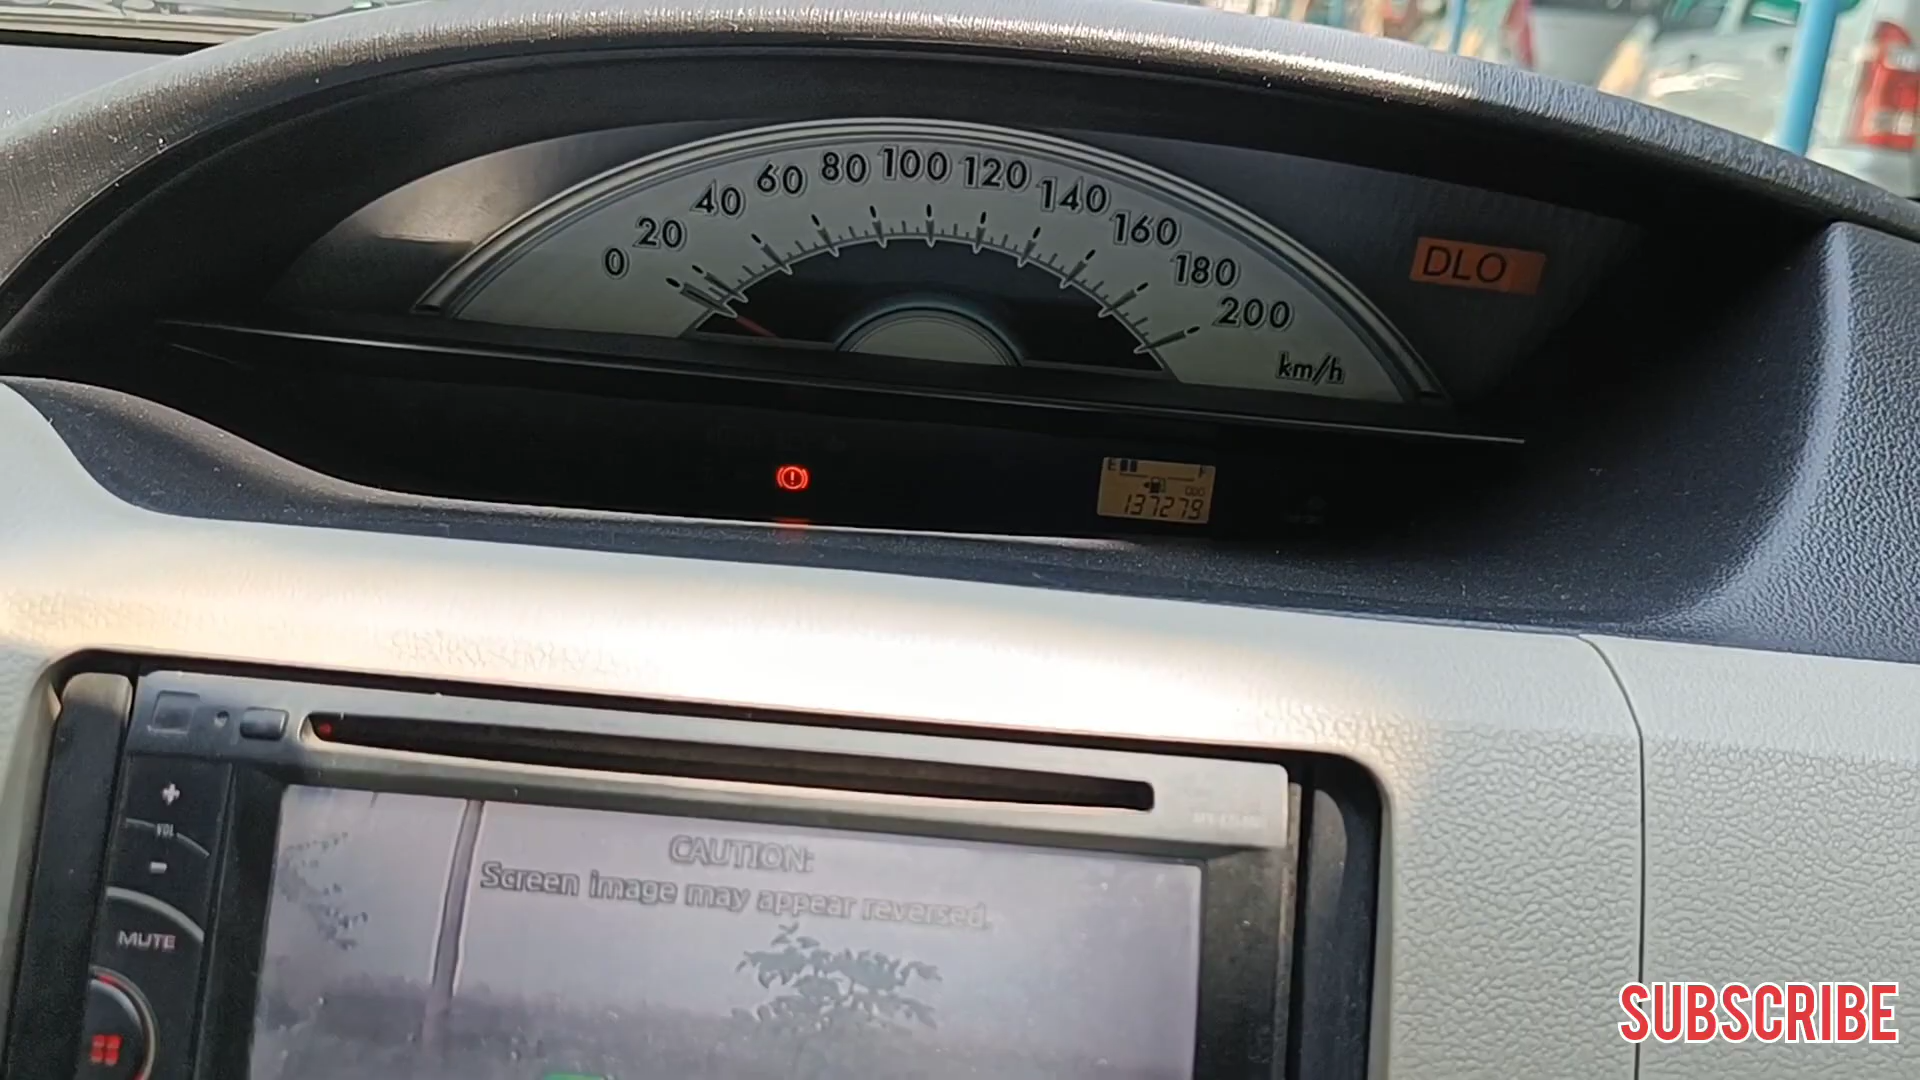 0 20 40 60 80 100 120 140 160 180 200
km/h
DLO
E F
ODO
137279
VOL
MUTE
CAUTION:
Screen image may appear reversed.
SUBSCRIBE